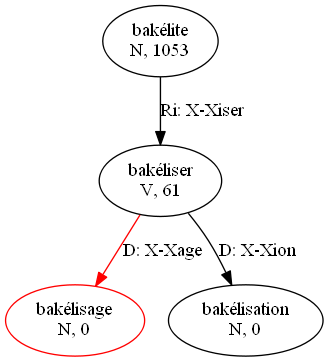 bakélite
N, 1053
Ri: X-Xiser
bakéliser
V, 61
D: X-Xage
D: X-Xion
bakélisage
N, 0
bakélisation
N, 0